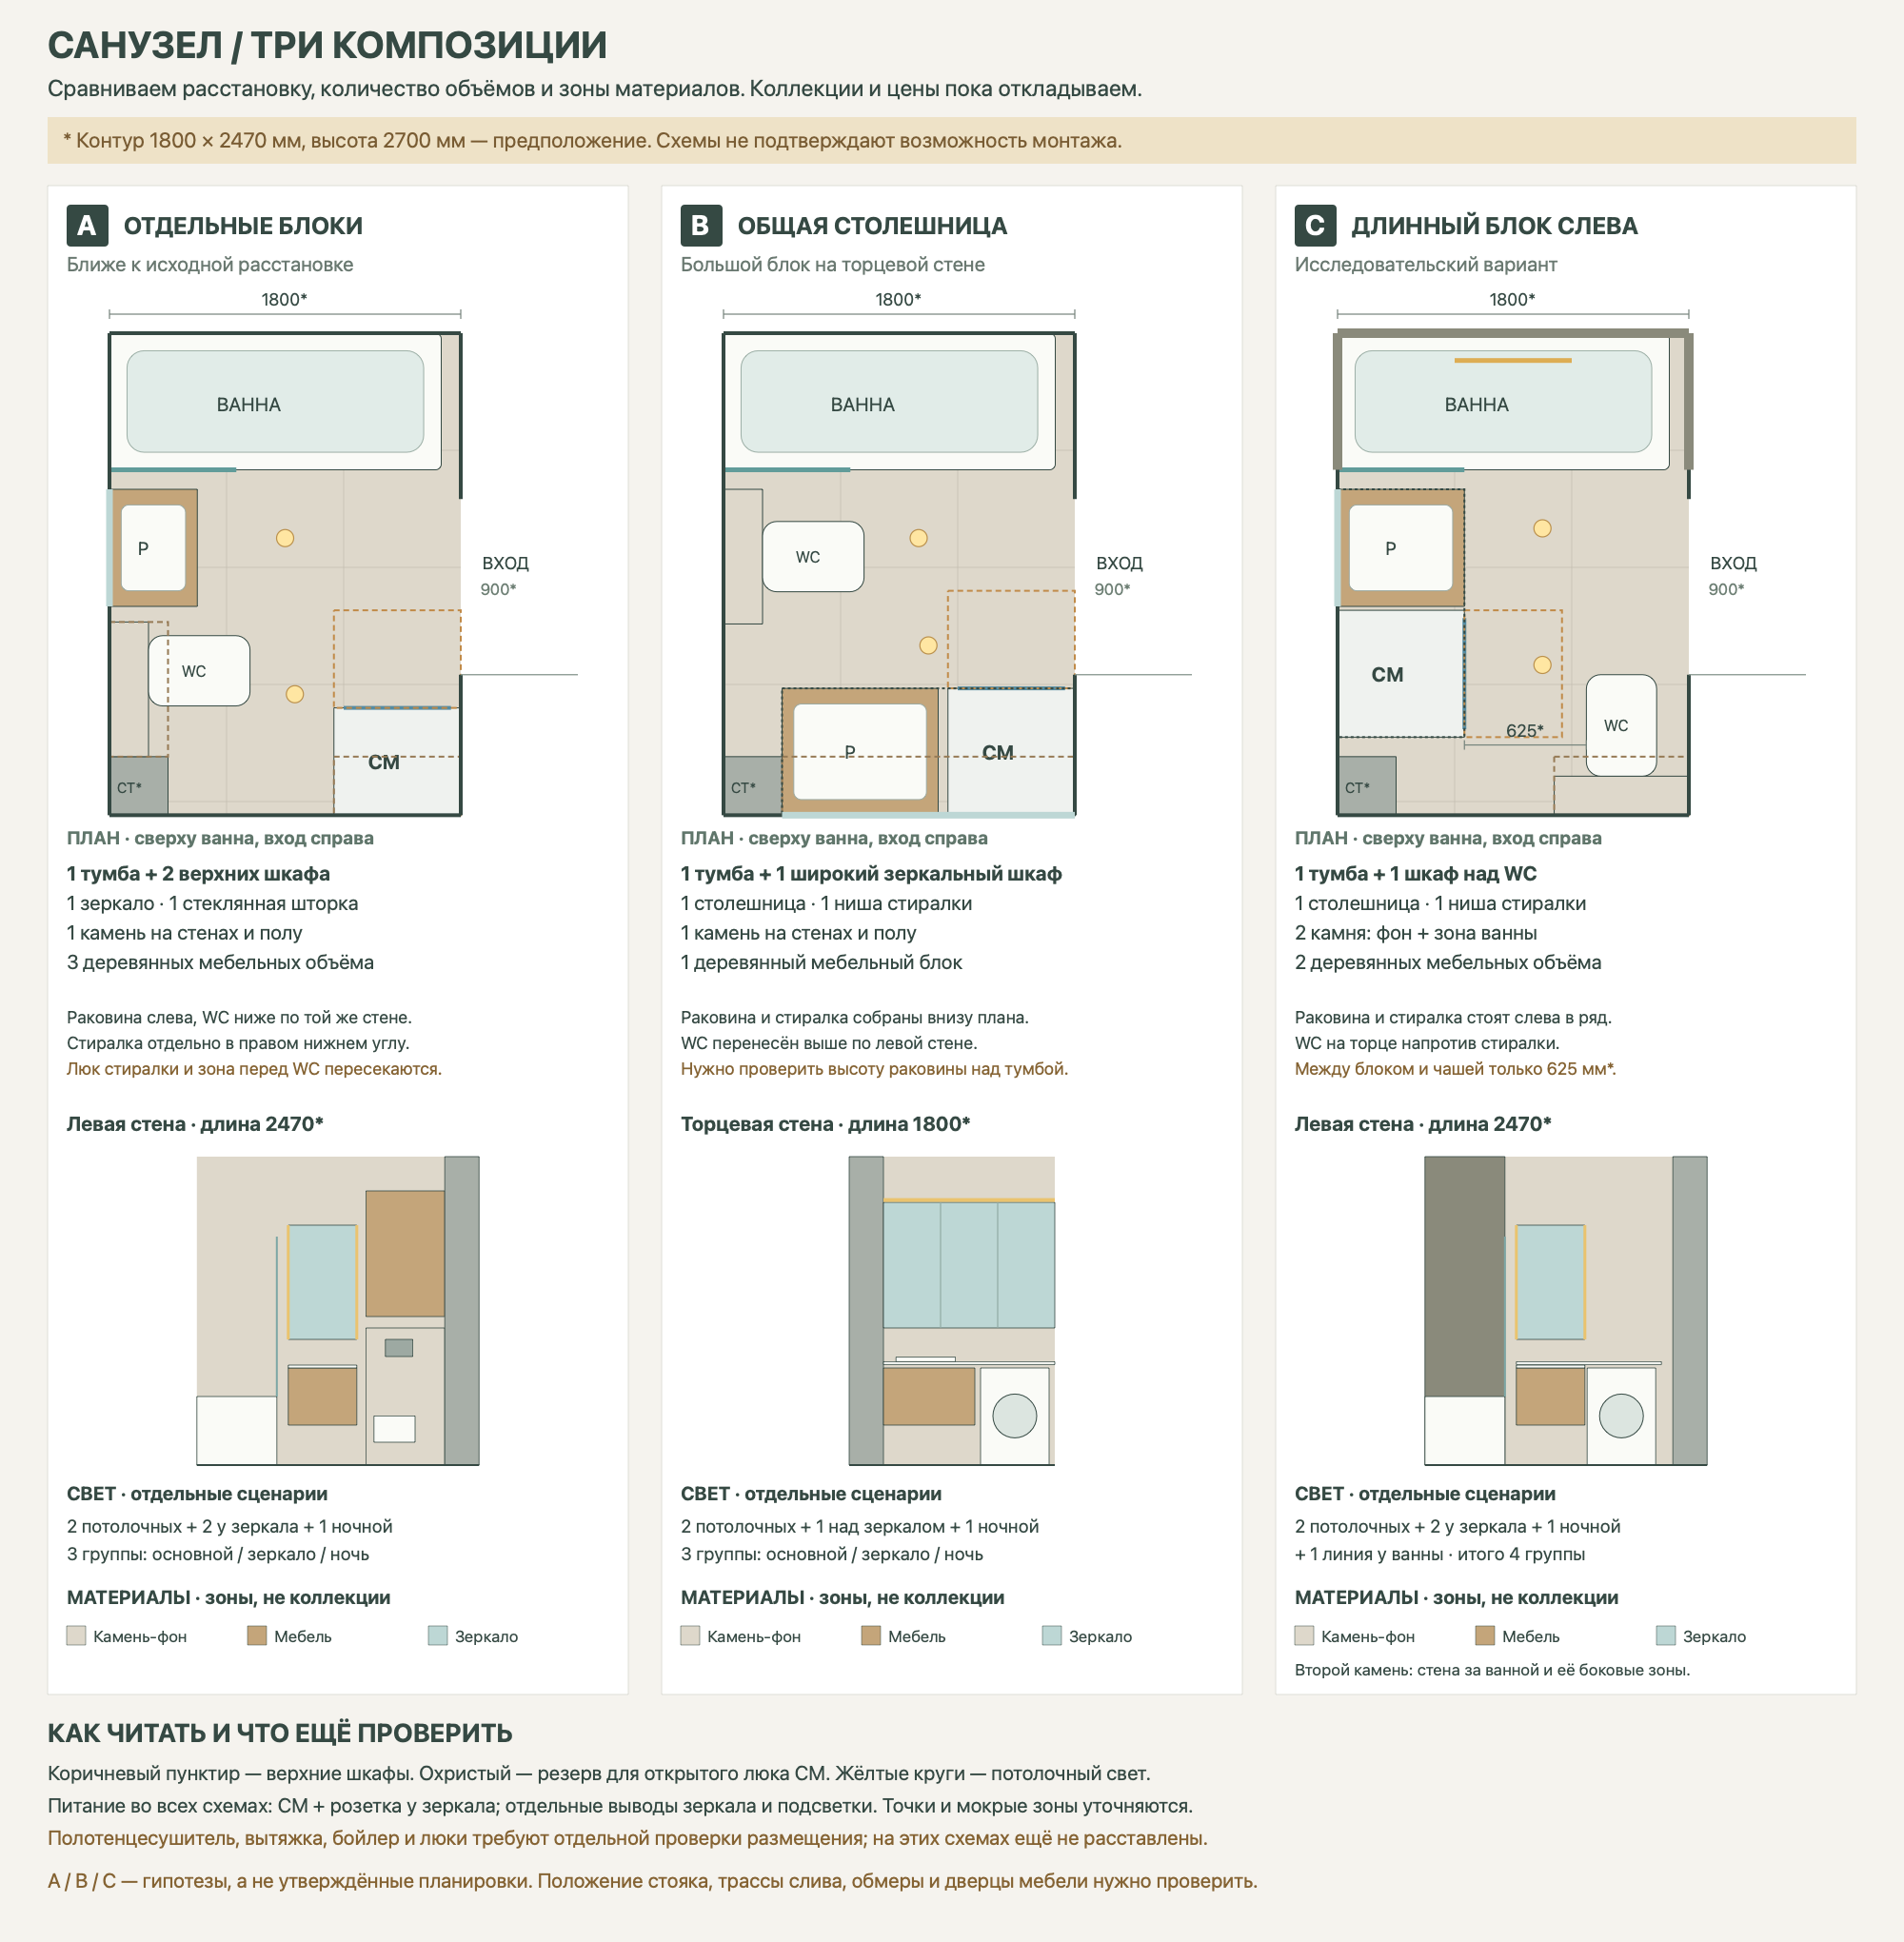 САНУЗЕЛ / ТРИ КОМПОЗИЦИИ
Сравниваем расстановку, количество объёмов и зоны материалов. Коллекции и цены пока откладываем.
* Контур 1800 × 2470 мм, высота 2700 мм — предположение. Схемы не подтверждают возможность монтажа.
A ОТДЕЛЬНЫЕ БЛОКИ
Ближе к исходной расстановке
1800*
ВАННА
Р
ВХОД
900*
WC
СМ
СТ*
ПЛАН · сверху ванна, вход справа
1 тумба + 2 верхних шкафа
1 зеркало · 1 стеклянная шторка
1 камень на стенах и полу
3 деревянных мебельных объёма
Раковина слева, WC ниже по той же стене.
Стиралка отдельно в правом нижнем углу.
Люк стиралки и зона перед WC пересекаются.
Левая стена · длина 2470*
СВЕТ · отдельные сценарии
2 потолочных + 2 у зеркала + 1 ночной
3 группы: основной / зеркало / ночь
МАТЕРИАЛЫ · зоны, не коллекции
Камень-фон Мебель Зеркало
B ОБЩАЯ СТОЛЕШНИЦА
Большой блок на торцевой стене
1800*
ВАННА
WC
ВХОД
900*
Р
СМ
СТ*
ПЛАН · сверху ванна, вход справа
1 тумба + 1 широкий зеркальный шкаф
1 столешница · 1 ниша стиралки
1 камень на стенах и полу
1 деревянный мебельный блок
Раковина и стиралка собраны внизу плана.
WC перенесён выше по левой стене.
Нужно проверить высоту раковины над тумбой.
Торцевая стена · длина 1800*
СВЕТ · отдельные сценарии
2 потолочных + 1 над зеркалом + 1 ночной
3 группы: основной / зеркало / ночь
МАТЕРИАЛЫ · зоны, не коллекции
Камень-фон Мебель Зеркало
C ДЛИННЫЙ БЛОК СЛЕВА
Исследовательский вариант
1800*
ВАННА
Р
ВХОД
900*
СМ
625*
WC
СТ*
ПЛАН · сверху ванна, вход справа
1 тумба + 1 шкаф над WC
1 столешница · 1 ниша стиралки
2 камня: фон + зона ванны
2 деревянных мебельных объёма
Раковина и стиралка стоят слева в ряд.
WC на торце напротив стиралки.
Между блоком и чашей только 625 мм*.
Левая стена · длина 2470*
СВЕТ · отдельные сценарии
2 потолочных + 2 у зеркала + 1 ночной
+ 1 линия у ванны · итого 4 группы
МАТЕРИАЛЫ · зоны, не коллекции
Камень-фон Мебель Зеркало
Второй камень: стена за ванной и её боковые зоны.
КАК ЧИТАТЬ И ЧТО ЕЩЁ ПРОВЕРИТЬ
Коричневый пунктир — верхние шкафы. Охристый — резерв для открытого люка СМ. Жёлтые круги — потолочный свет.
Питание во всех схемах: СМ + розетка у зеркала; отдельные выводы зеркала и подсветки. Точки и мокрые зоны уточняются.
Полотенцесушитель, вытяжка, бойлер и люки требуют отдельной проверки размещения; на этих схемах ещё не расставлены.
A / B / C — гипотезы, а не утверждённые планировки. Положение стояка, трассы слива, обмеры и дверцы мебели нужно проверить.